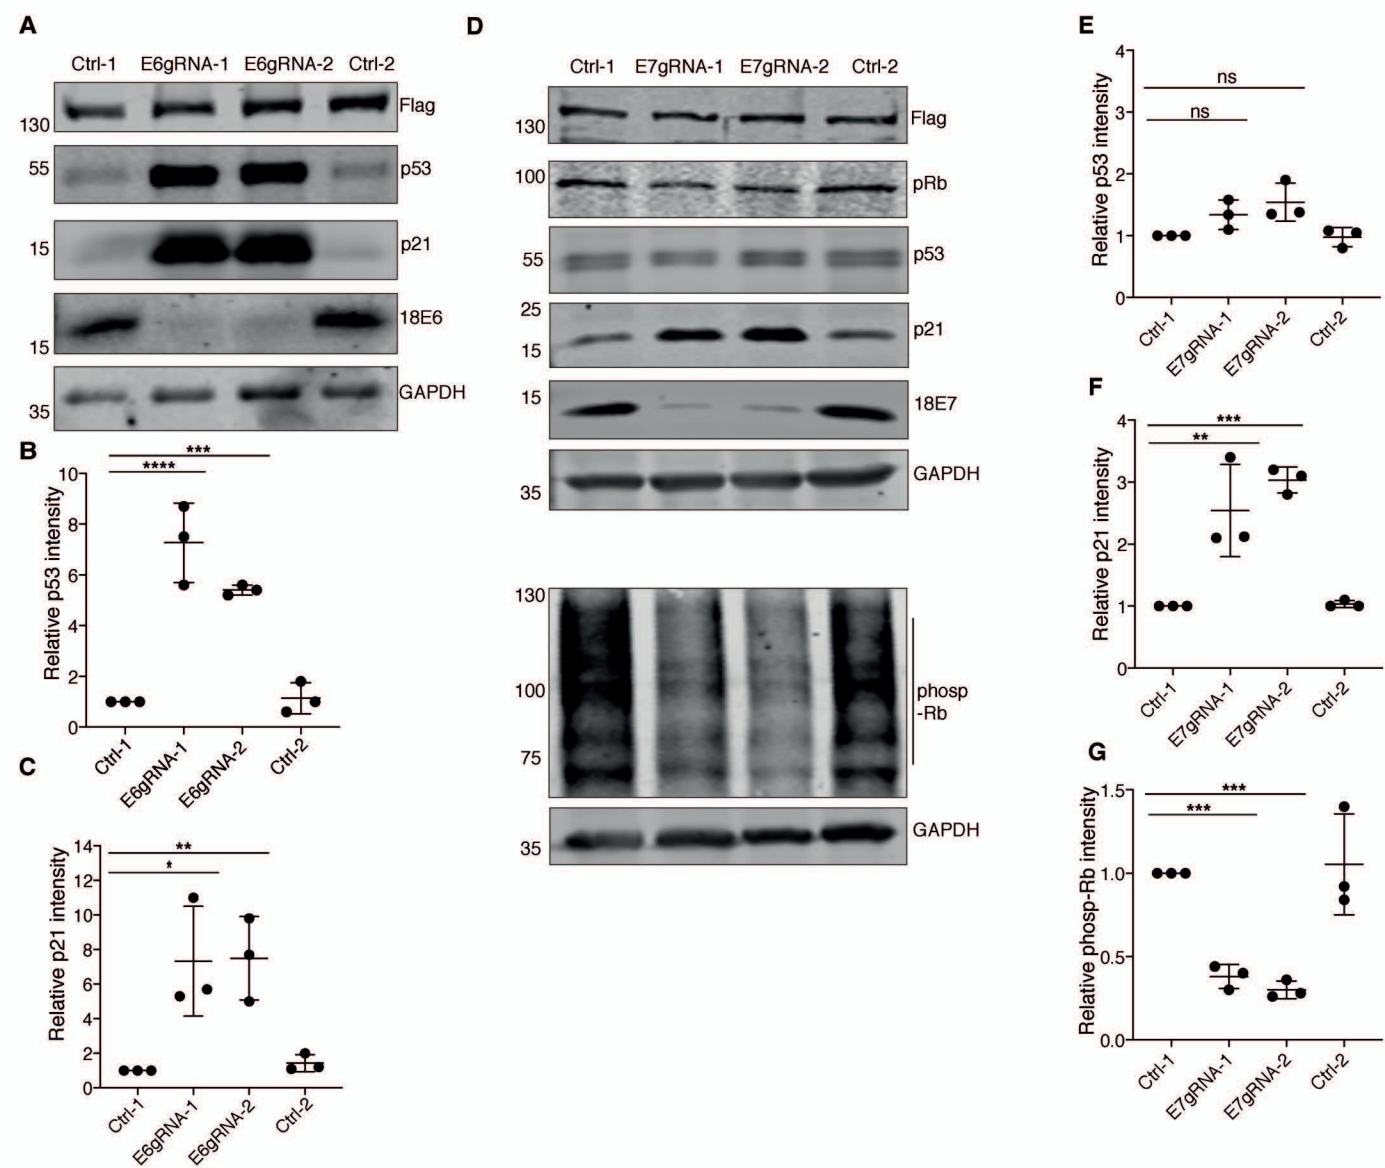 A
Ctrl-1 E6gRNA-1 E6gRNA-2 Ctrl-2
Flag
130
55
p53
15
p21
18E6
15
GAPDH
35
B
***
****
10
8
6
4
2
0
Relative p53 intensity
Ctrl-1
E6gRNA-1
E6gRNA-2
Ctrl-2
C
**
*
14
12
10
8
6
4
2
0
Relative p21 intensity
Ctrl-1
E6gRNA-1
E6gRNA-2
Ctrl-2
D
Ctrl-1 E7gRNA-1 E7gRNA-2 Ctrl-2
Flag
130
100
pRb
p53
55
25
p21
15
15
18E7
GAPDH
35
130
100
phosp
-Rb
75
GAPDH
35
E
4
3
2
1
0
ns
ns
Relative p53 intensity
Ctrl-1
E7gRNA-1
E7gRNA-2
Ctrl-2
F
4
3
2
1
0
***
**
Relative p21 intensity
Ctrl-1
E7gRNA-1
E7gRNA-2
Ctrl-2
G
1.5
1.0
0.5
0.0
***
***
Relative phosp-Rb intensity
Ctrl-1
E7gRNA-1
E7gRNA-2
Ctrl-2